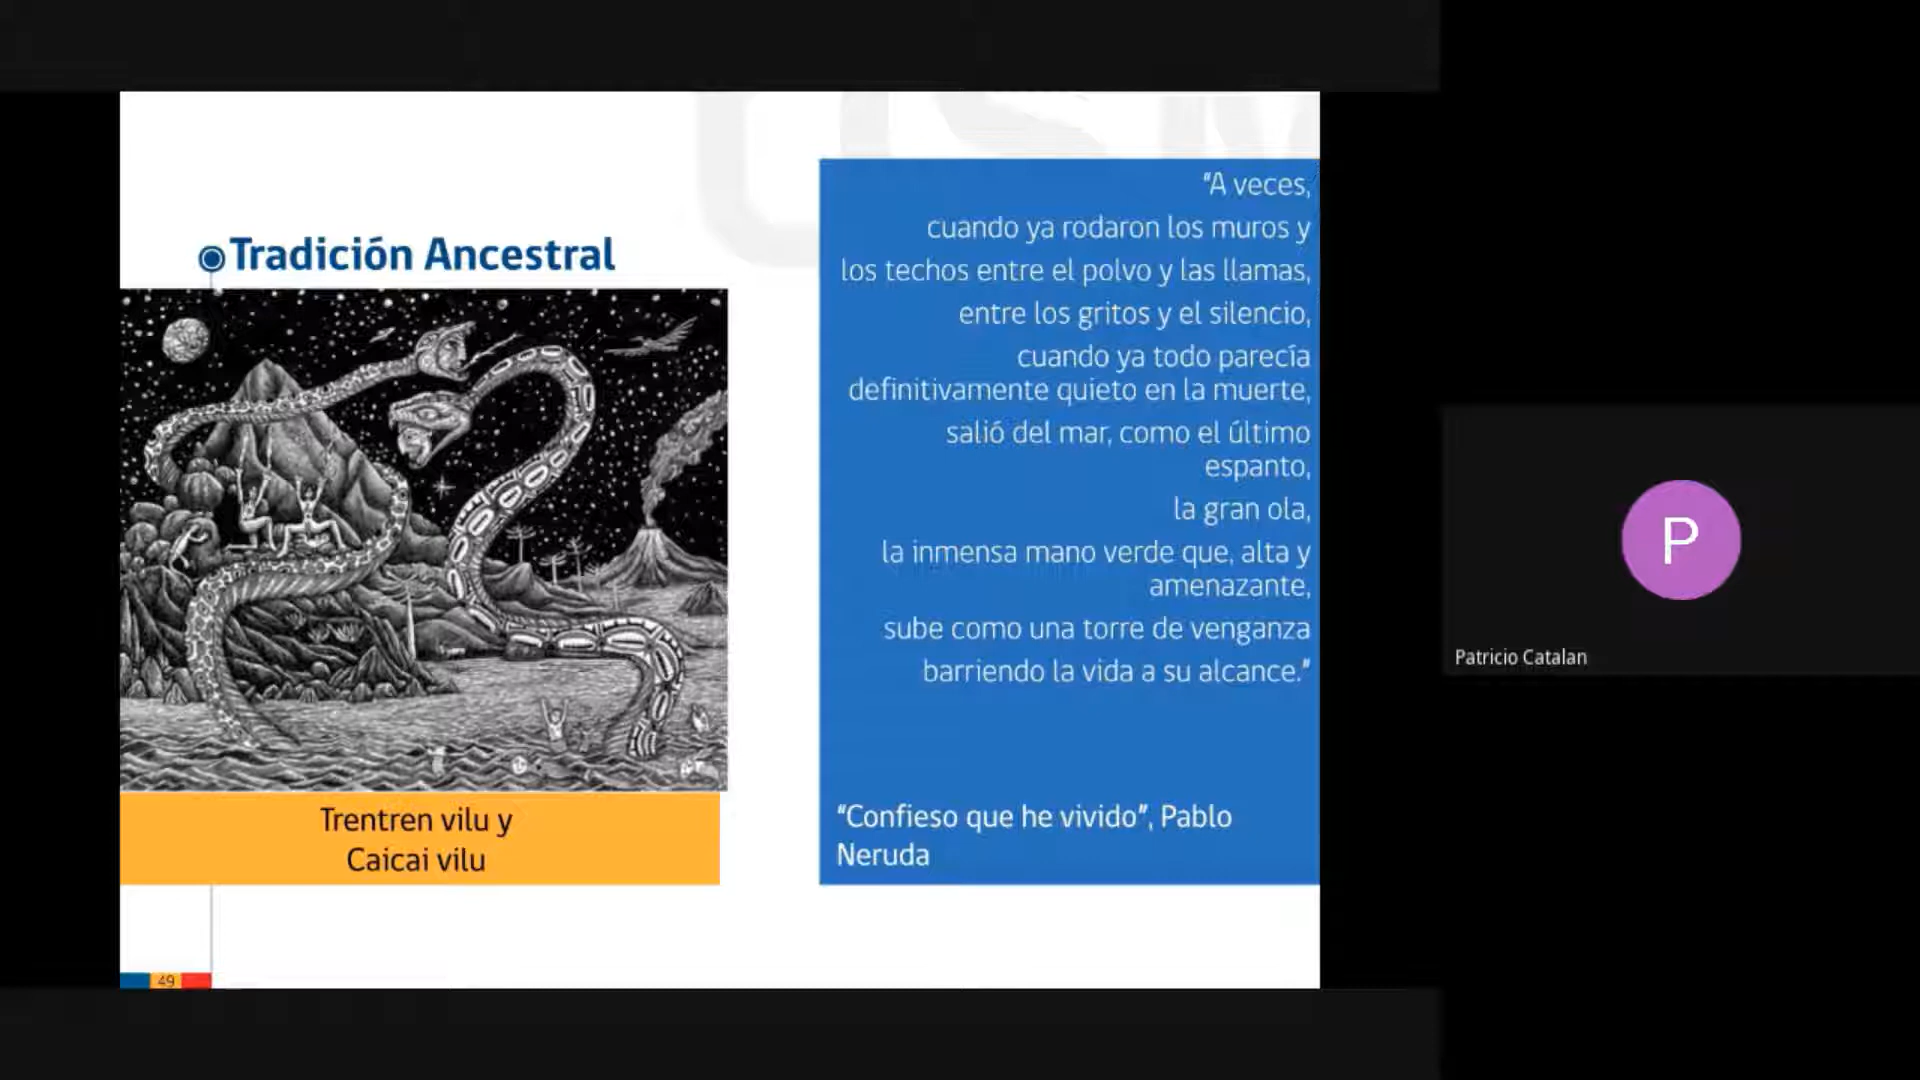 Tradición Ancestral
Trentren vilu y
Caicai vilu
"A veces,
cuando ya rodaron los muros y
los techos entre el polvo y las llamas,
entre los gritos y el silencio,
cuando ya todo parecía
definitivamente quieto en la muerte,
salió del mar, como el último
espanto,
la gran ola,
la inmensa mano verde que, alta y
amenazante,
sube como una torre de venganza
barriendo la vida a su alcance."
"Confieso que he vivido", Pablo
Neruda
49
P
Patricio Catalan